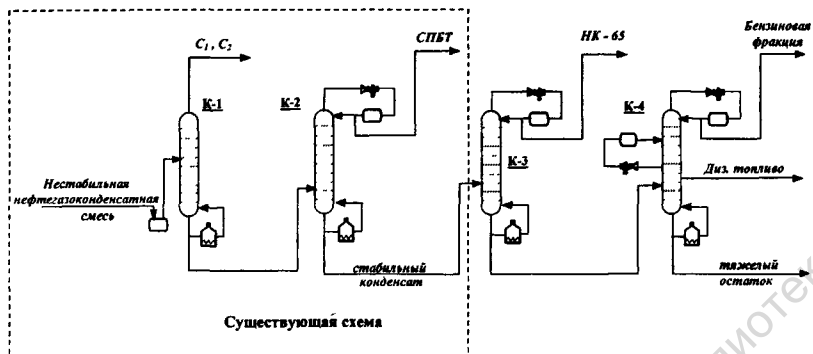 C₁, C₂
СПБТ
НК - 65
Бензиновая
фракция
К-1
К-2
К-3
К-4
Нестабильная
нефтегазоконденсатная
смесь
Диз. топливо
стабильный
конденсат
тяжелый
остаток
Существующая схема